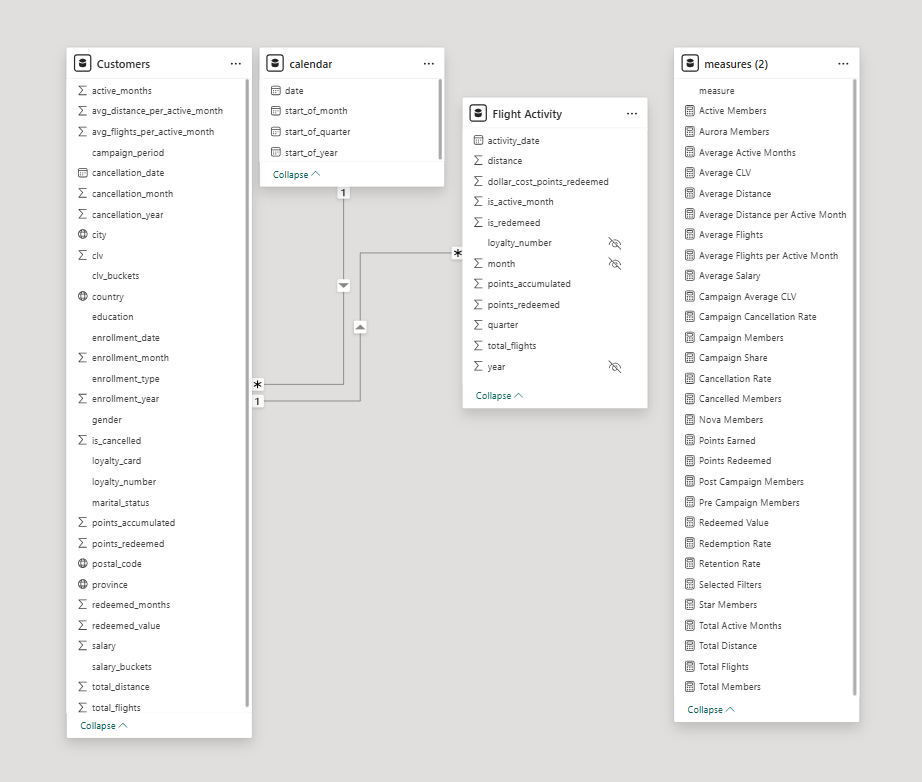 Customers
active_months
avg_distance_per_active_month
avg_flights_per_active_month
campaign_period
cancellation_date
cancellation_month
cancellation_year
city
clv
clv_buckets
country
education
enrollment_date
enrollment_month
enrollment_type
enrollment_year
gender
is_cancelled
loyalty_card
loyalty_number
marital_status
points_accumulated
points_redeemed
postal_code
province
redeemed_months
redeemed_value
salary
salary_buckets
total_distance
total_flights
Collapse
calendar
date
start_of_month
start_of_quarter
start_of_year
Collapse
1
*
1
*
Flight Activity
activity_date
distance
dollar_cost_points_redeemed
is_active_month
is_redemeed
loyalty_number
month
points_accumulated
points_redeemed
quarter
total_flights
year
Collapse
measures (2)
measure
Active Members
Aurora Members
Average Active Months
Average CLV
Average Distance
Average Distance per Active Month
Average Flights
Average Flights per Active Month
Average Salary
Campaign Average CLV
Campaign Cancellation Rate
Campaign Members
Campaign Share
Cancellation Rate
Cancelled Members
Nova Members
Points Earned
Points Redeemed
Post Campaign Members
Pre Campaign Members
Redeemed Value
Redemption Rate
Retention Rate
Selected Filters
Star Members
Total Active Months
Total Distance
Total Flights
Total Members
Collapse